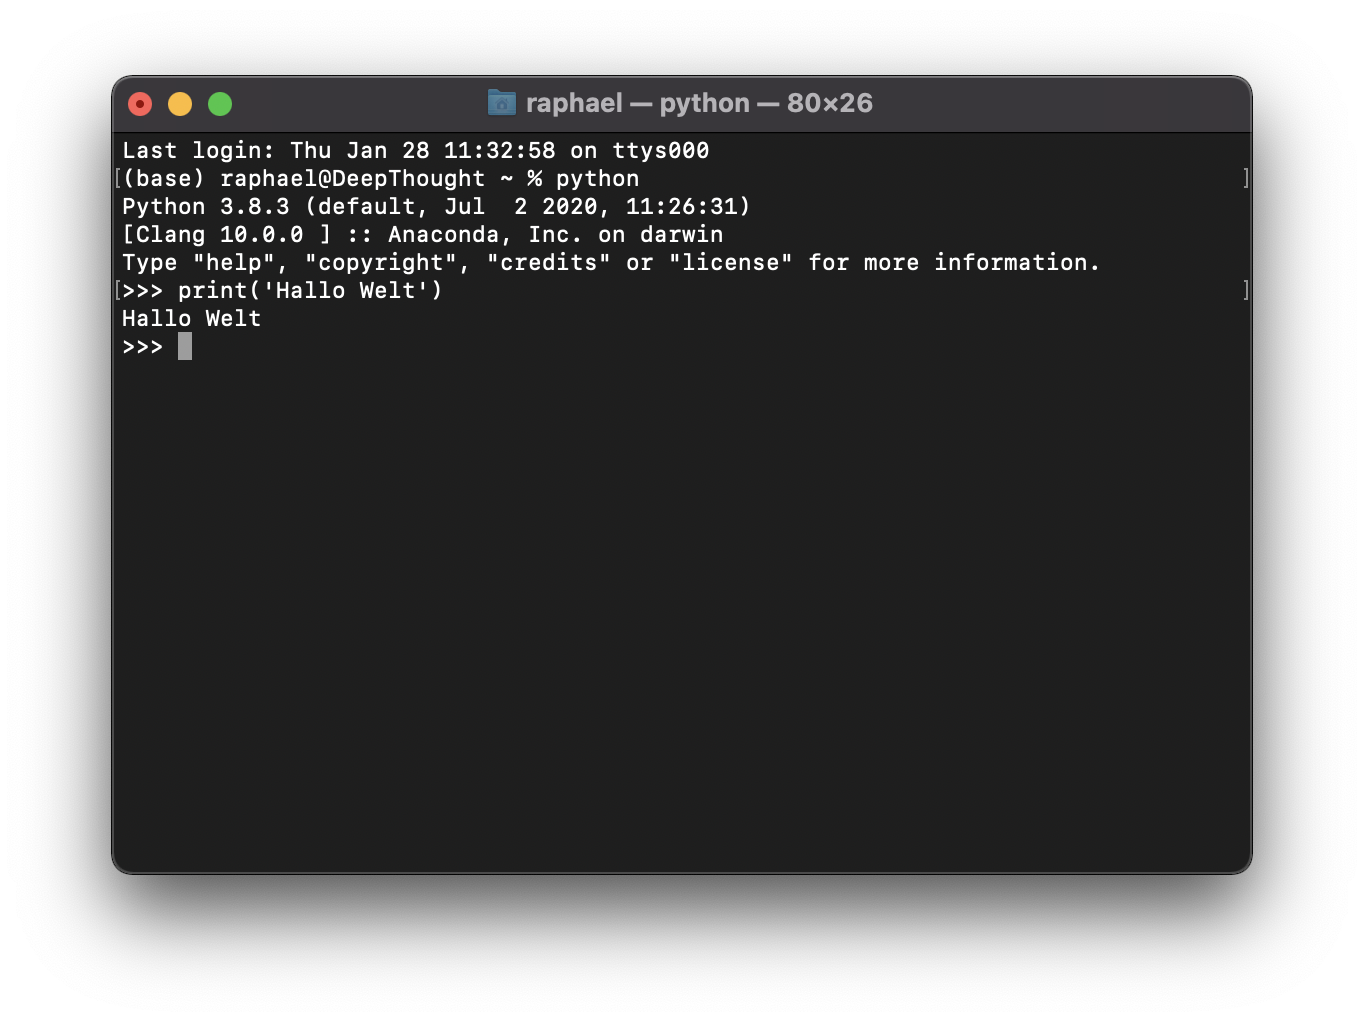 raphael — python — 80×26
Last login: Thu Jan 28 11:32:58 on ttys000
[(base) raphael@DeepThought ~ % python ]
Python 3.8.3 (default, Jul  2 2020, 11:26:31)
[Clang 10.0.0 ] :: Anaconda, Inc. on darwin
Type "help", "copyright", "credits" or "license" for more information.
[>>> print('Hallo Welt') ]
Hallo Welt
>>>